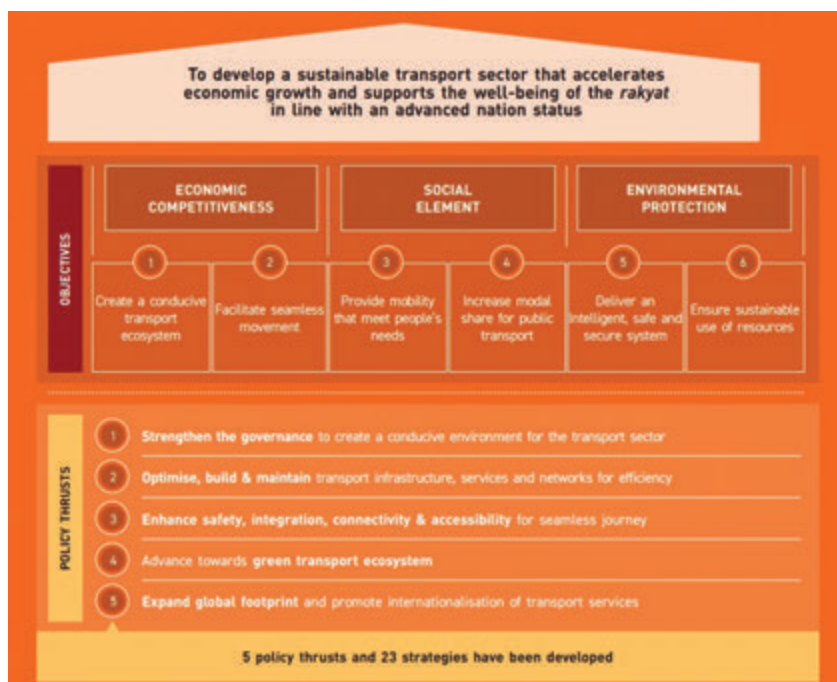 To develop a sustainable transport sector that accelerates
economic growth and supports the well-being of the rakyat
in line with an advanced nation status
OBJECTIVES
ECONOMIC
COMPETITIVENESS
SOCIAL
ELEMENT
ENVIRONMENTAL
PROTECTION
1
Create a conducive
transport
ecosystem
2
Facilitate seamless
movement
3
Provide mobility
that meet people's
needs
4
Increase modal
share for public
transport
5
Deliver an
Intelligent, safe and
secure system
6
Ensure sustainable
use of resources
POLICY THRUSTS
1 Strengthen the governance to create a conducive environment for the transport sector
2 Optimise, build & maintain transport infrastructure, services and networks for efficiency
3 Enhance safety, integration, connectivity & accessibility for seamless journey
4 Advance towards green transport ecosystem
5 Expand global footprint and promote internationalisation of transport services
5 policy thrusts and 23 strategies have been developed